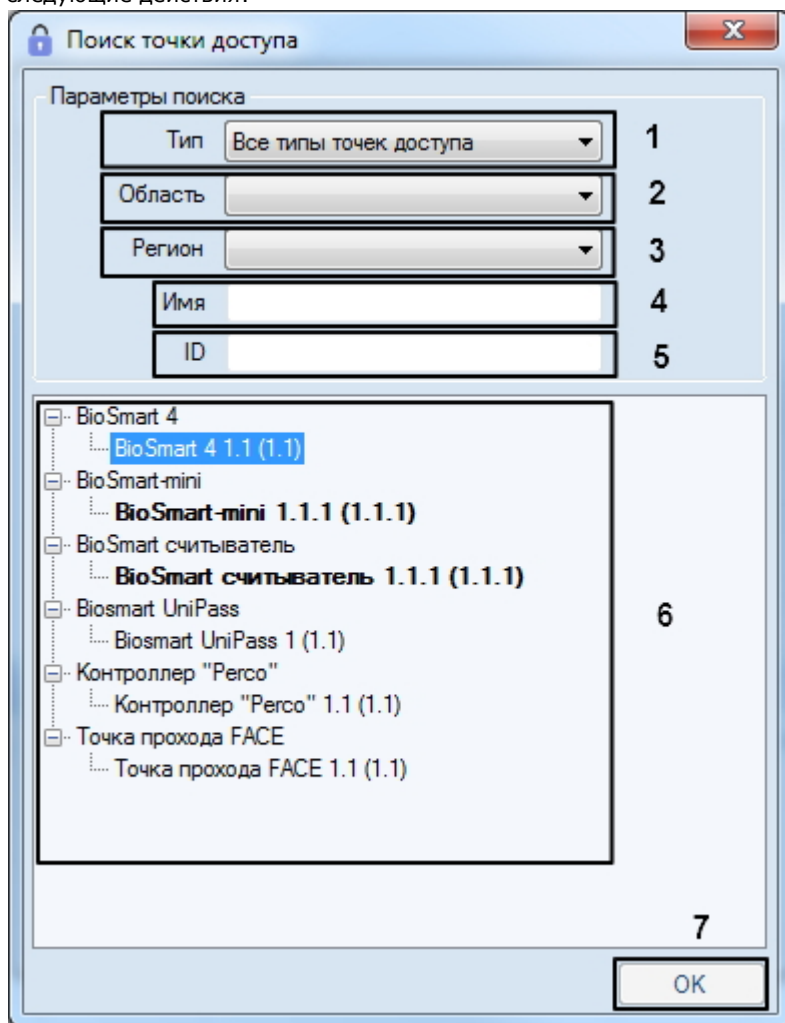 следующие действия:
Поиск точки доступа
Параметры поиска
Тип Все типы точек доступа 1
Область 2
Регион 3
Имя 4
ID 5
BioSmart 4
BioSmart 4 1.1 (1.1)
BioSmart-mini
BioSmart-mini 1.1.1 (1.1.1)
BioSmart считыватель
BioSmart считыватель 1.1.1 (1.1.1)
Biosmart UniPass
6
Biosmart UniPass 1 (1.1)
Контроллер "Perco"
Контроллер "Perco" 1.1 (1.1)
Точка прохода FACE
Точка прохода FACE 1.1 (1.1)
7
OK